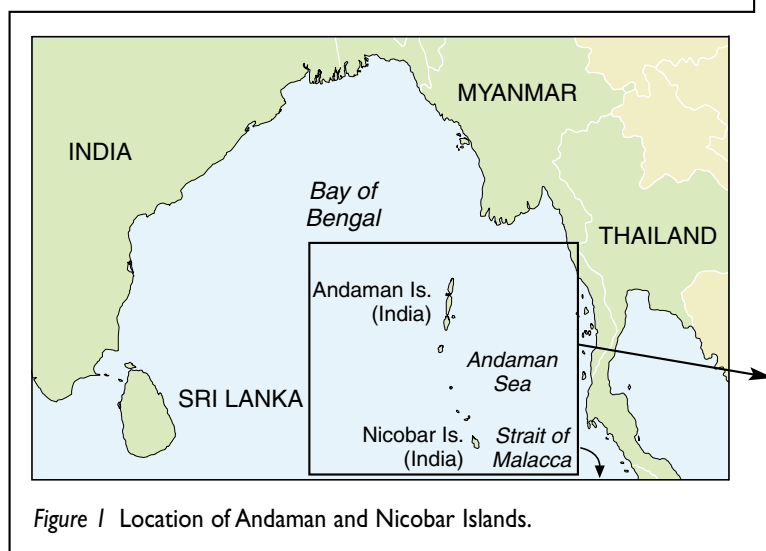 MYANMAR
INDIA
Bay of
Bengal
THAILAND
Andaman Is.
(India)
Andaman
Sea
SRI LANKA
Nicobar Is.
(India)
Strait of
Malacca
Figure 1 Location of Andaman and Nicobar Islands.